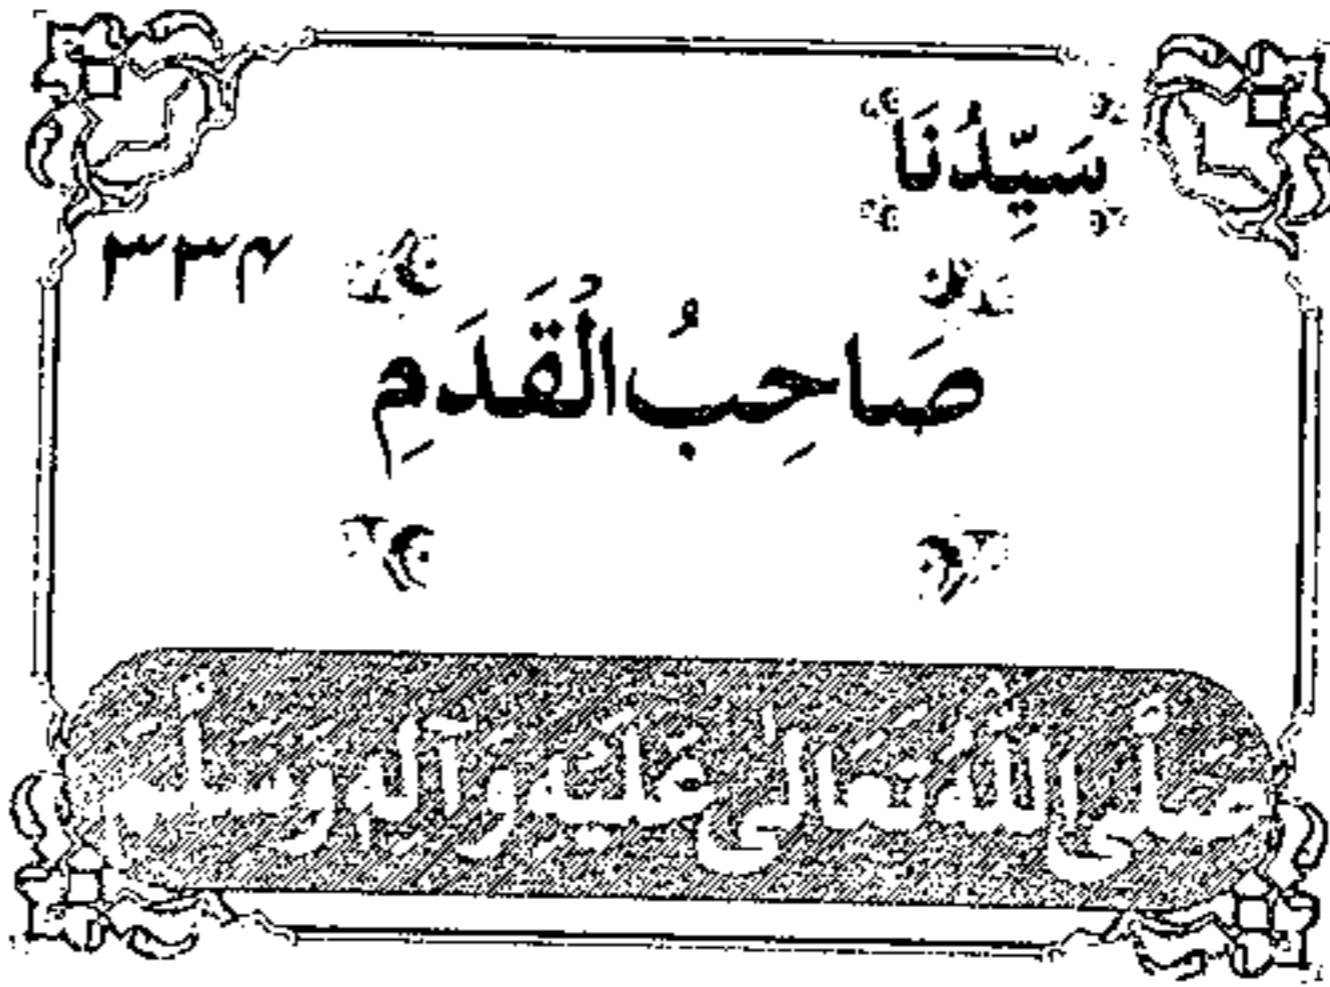 سَيِّدُنَا
۳۳۴
صَاحِبُ الْقَدَمِ
صَلَّى اللّٰهُ تَعَالٰى عَلَيْهِ وَآلِهٖ وَسَلَّمَ